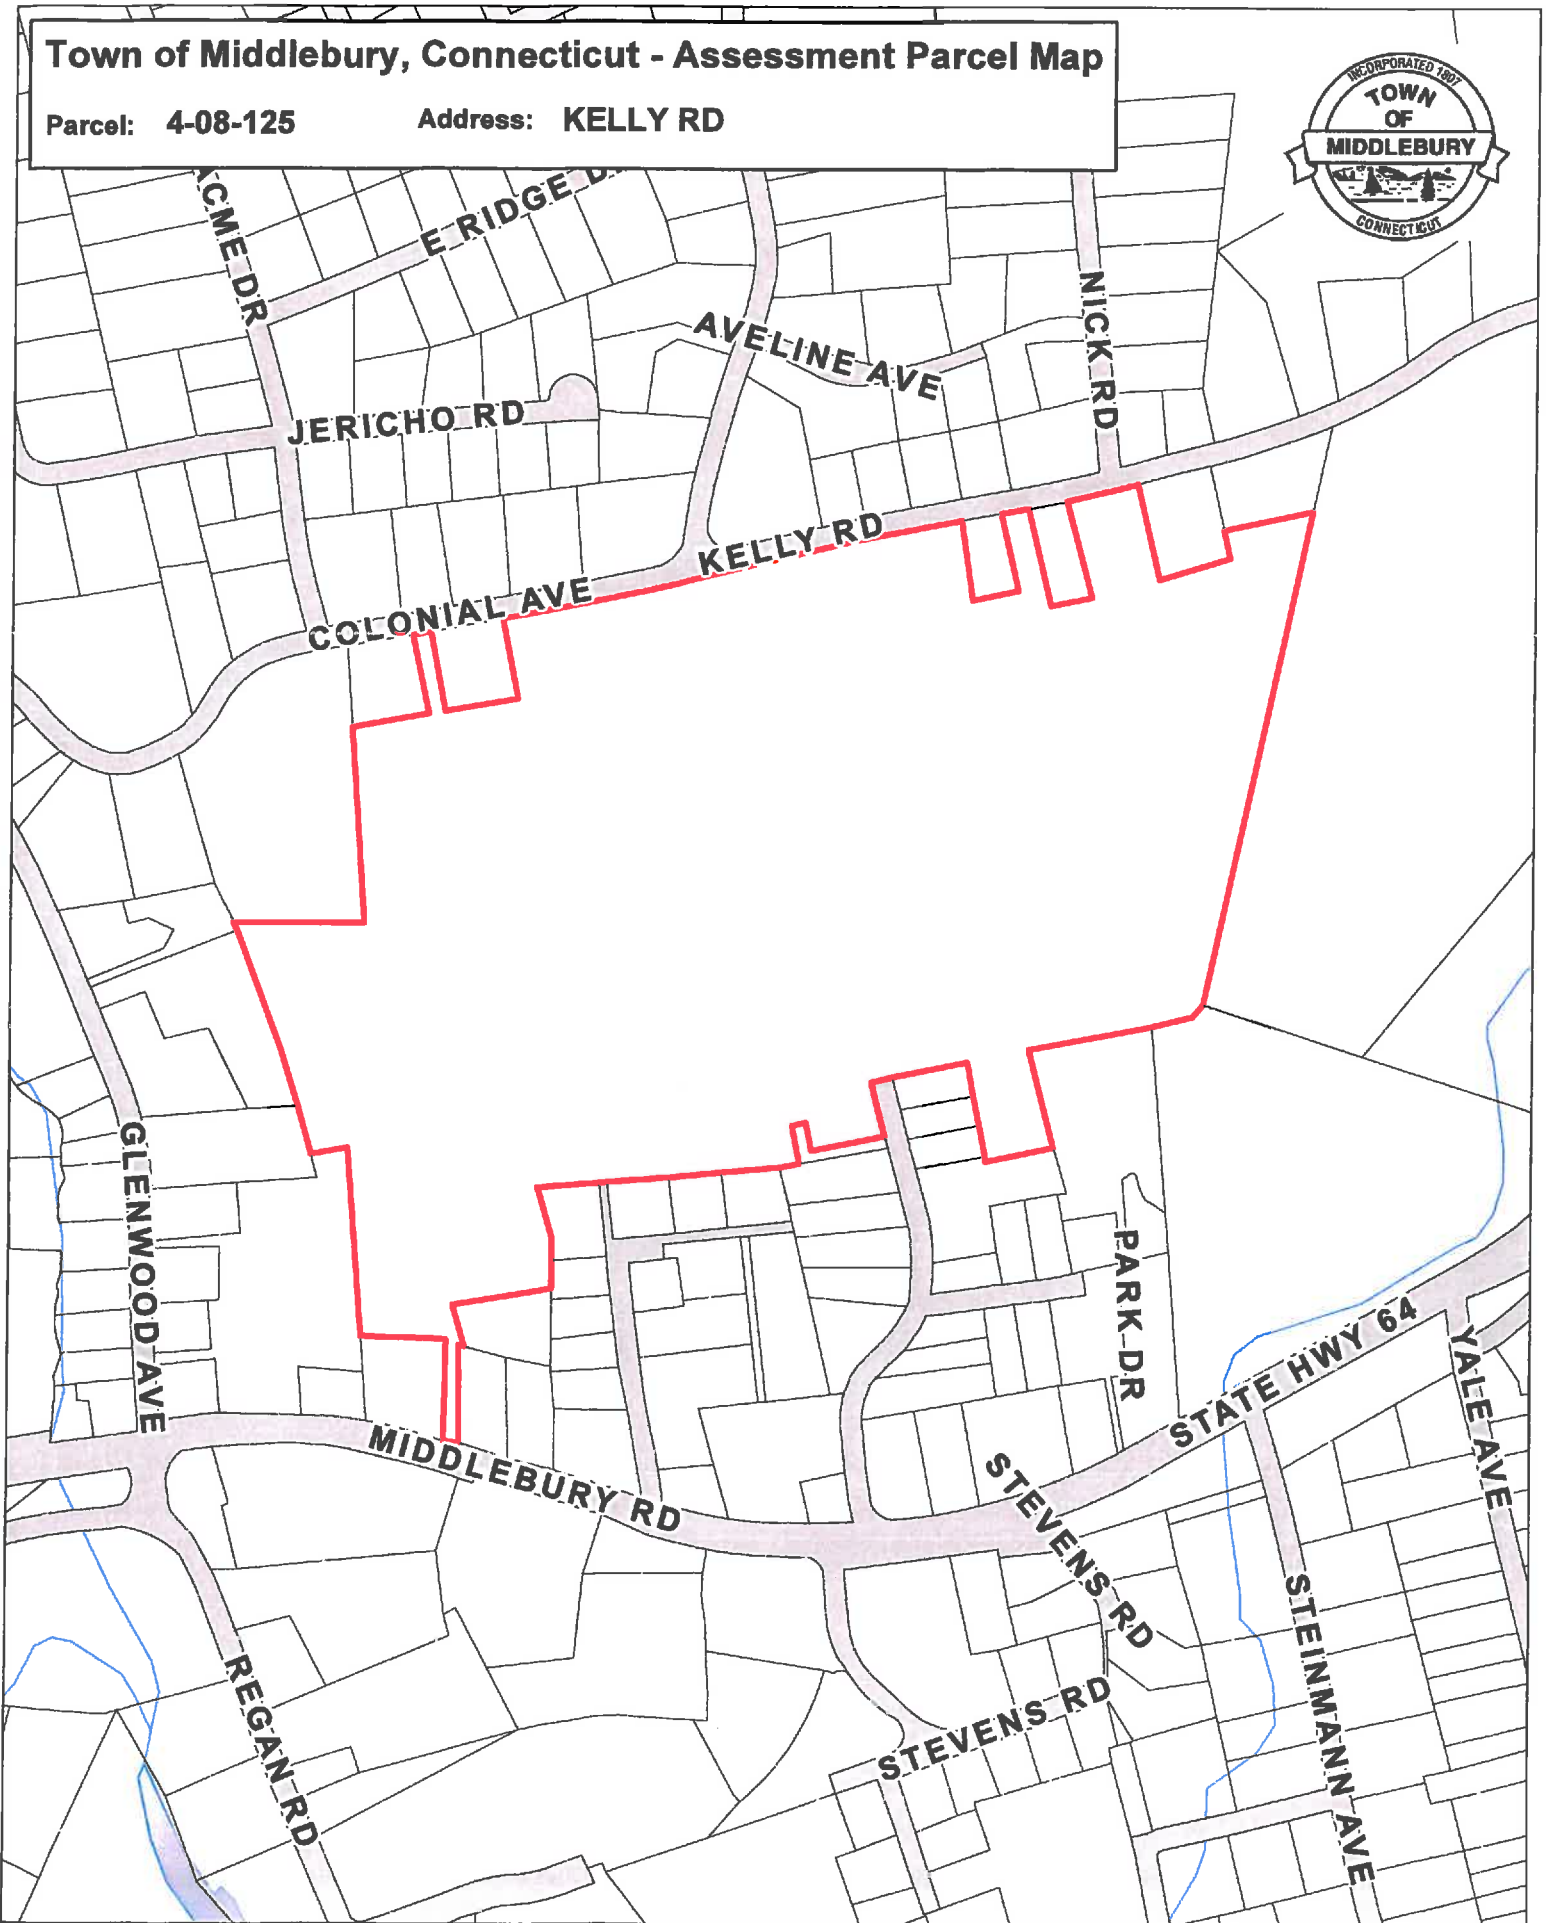 Town of Middlebury, Connecticut - Assessment Parcel Map
Parcel: 4-08-125 Address: KELLY RD
INCORPORATED 1807
TOWN
OF
MIDDLEBURY
CONNECTICUT
ACME DR
E RIDGE
NICK RD
AVELINE AVE
JERICHO RD
KELLY RD
COLONIAL AVE
GLENWOOD AVE
PARK DR
STATE HWY 64
YALE AVE
MIDDLEBURY RD
STEVENS RD
STEINMANN AVE
REGAN RD
STEVENS RD